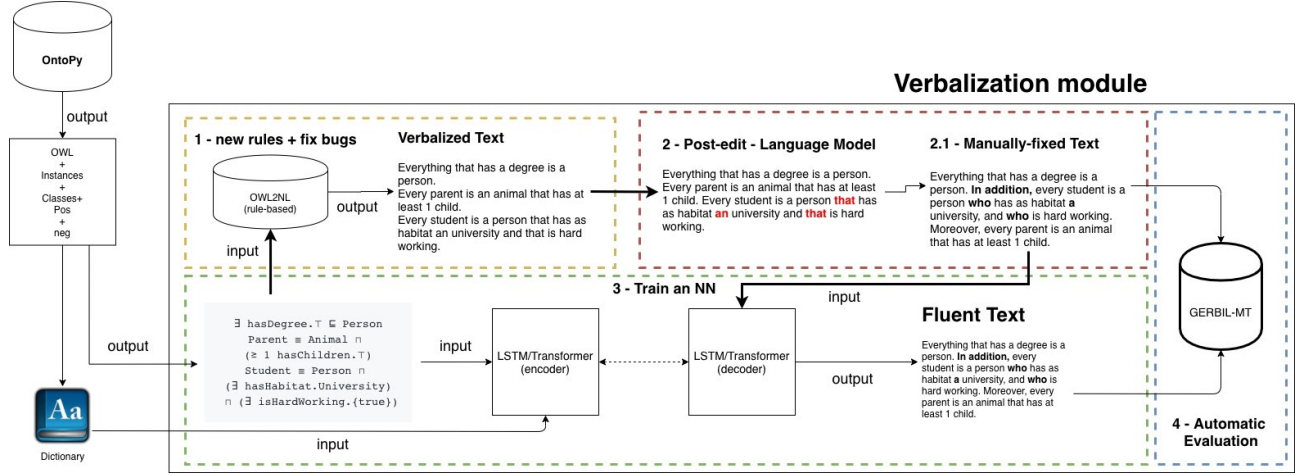 OntoPy
output
OWL
+
Instances
+
Classes+
Pos
+
neg
output
Aa
Dictionary
input
Verbalization module
1 - new rules + fix bugs
OWL2NL
(rule-based)
output
input
Verbalized Text
Everything that has a degree is a
person.
Every parent is an animal that has at
least 1 child.
Every student is a person that has as
habitat an university and that is hard
working.
2 - Post-edit - Language Model
Everything that has a degree is a person.
Every parent is an animal that has at least
1 child. Every student is a person that has
as habitat an university and that is hard
working.
2.1 - Manually-fixed Text
Everything that has a degree is a
person. In addition, every student is a
person who has as habitat a
university, and who is hard working.
Moreover, every parent is an animal
that has at least 1 child.
3 - Train an NN
∃ hasDegree.⊤ ⊑ Person
Parent ≡ Animal ⊓
(≥ 1 hasChildren.⊤)
Student ≡ Person ⊓
(∃ hasHabitat.University)
⊓ (∃ isHardWorking.{true})
input
LSTM/Transformer
(encoder)
LSTM/Transformer
(decoder)
input
output
Fluent Text
Everything that has a degree is a
person. In addition, every
student is a person who has as
habitat a university, and who is
hard working. Moreover, every
parent is an animal that has at
least 1 child.
GERBIL-MT
4 - Automatic
Evaluation